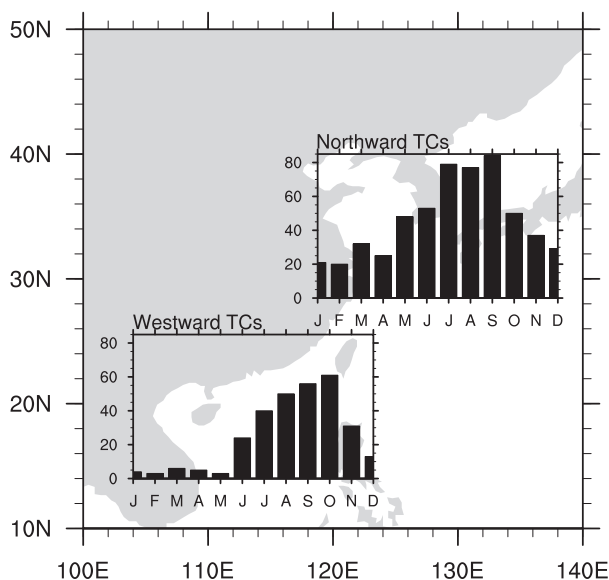 50N
40N
30N
20N
10N
100E 110E 120E 130E 140E
Northward TCs
80
60
40
20
0
J F M A M J J A S O N D
Westward TCs
80
60
40
20
0
J F M A M J J A S O N D